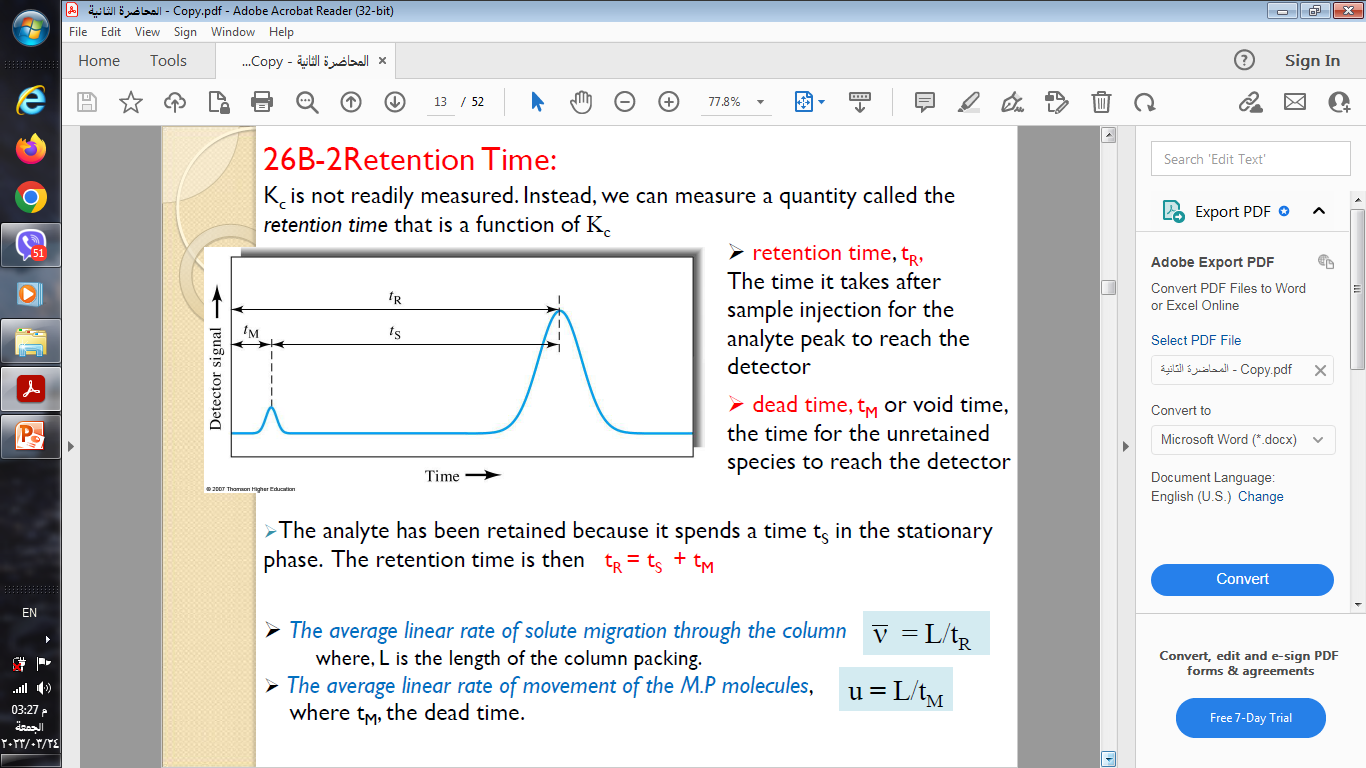 المحاضرة الثانية - Copy.pdf - Adobe Acrobat Reader (32-bit)
File Edit View Sign Window Help
Home Tools المحاضرة الثانية - Copy... ×
Sign In
13 / 52
77.8%
26B-2Retention Time:
Kc is not readily measured. Instead, we can measure a quantity called the
retention time that is a function of Kc
tR
tM
tS
Detector signal
Time
© 2007 Thomson Higher Education
➢ retention time, tR,
The time it takes after
sample injection for the
analyte peak to reach the
detector
➢ dead time, tM or void time,
the time for the unretained
species to reach the detector
➢The analyte has been retained because it spends a time tS in the stationary
phase. The retention time is then tR = tS + tM
➢ The average linear rate of solute migration through the column
v̅ = L/tR
where, L is the length of the column packing.
➢ The average linear rate of movement of the M.P molecules,
u = L/tM
where tM, the dead time.
Search 'Edit Text'
Export PDF
Adobe Export PDF
Convert PDF Files to Word
or Excel Online
Select PDF File
المحاضرة الثانية - Copy.pdf
Convert to
Microsoft Word (*.docx)
Document Language:
English (U.S.) Change
Convert
Convert, edit and e-sign PDF
forms & agreements
Free 7-Day Trial
51
EN
03:27 م
الجمعة
٢٠٢٣/٠٣/٢٤